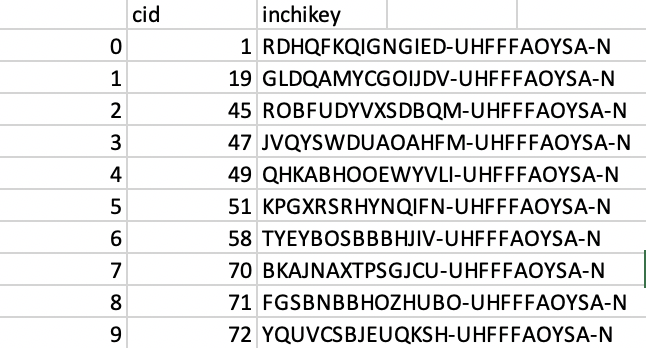 cid inchikey
0 1 RDHQFKQIGNGIED-UHFFFAOYSA-N
1 19 GLDQAMYCGOIJDV-UHFFFAOYSA-N
2 45 ROBFUDYVXSDBQM-UHFFFAOYSA-N
3 47 JVQYSWDUAOAHFM-UHFFFAOYSA-N
4 49 QHKABHOOEWYVLI-UHFFFAOYSA-N
5 51 KPGXRSRHYNQIFN-UHFFFAOYSA-N
6 58 TYEYBOSBBBHJIV-UHFFFAOYSA-N
7 70 BKAJNAXTPSGJCU-UHFFFAOYSA-N
8 71 FGSBNBBHOZHUBO-UHFFFAOYSA-N
9 72 YQUVCSBJEUQKSH-UHFFFAOYSA-N